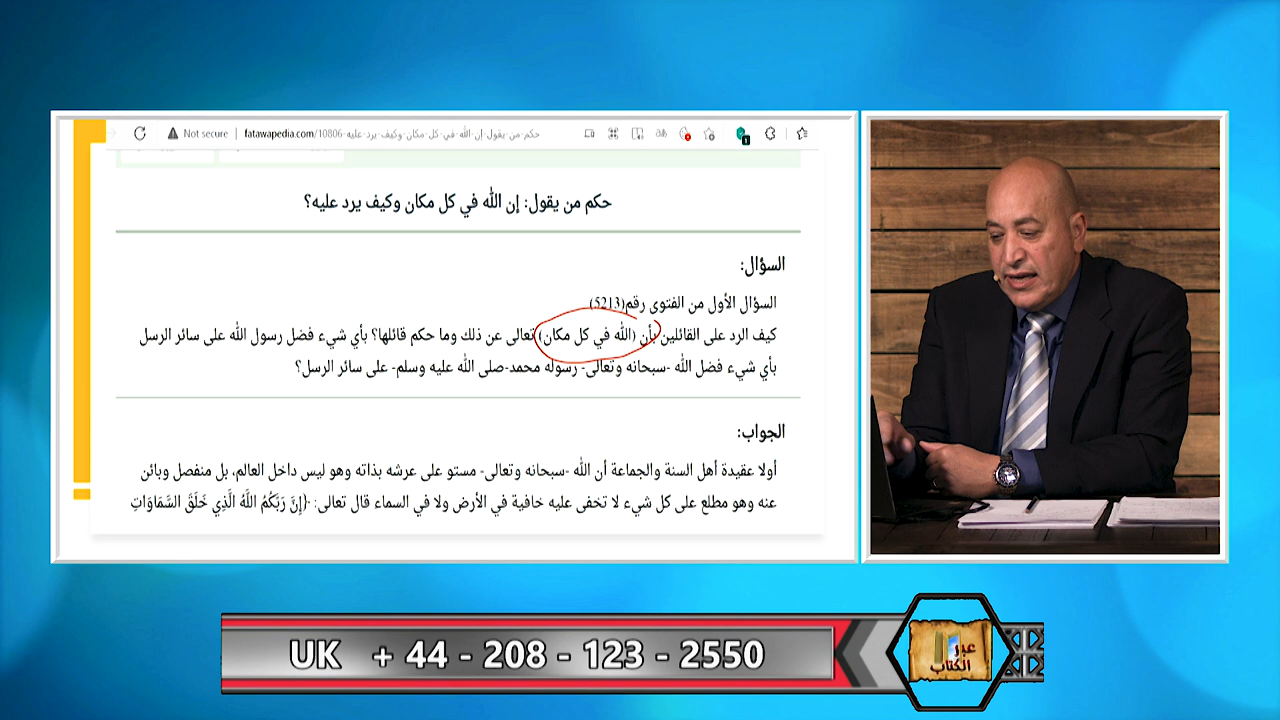 Not secure
fatawapedia.com/10806-حكم-من-يقول-إن-الله-في-كل-مكان-وكيف-يرد-عليه
حكم من يقول: إن الله في كل مكان وكيف يرد عليه؟
السؤال:
السؤال الأول من الفتوى رقم(5213)
كيف الرد على القائلين بأن (الله في كل مكان) تعالى عن ذلك وما حكم قائلها؟ بأي شيء فضل رسول الله على سائر الرسل
بأي شيء فضل الله -سبحانه وتعالى- رسوله محمد-صلى الله عليه وسلم- على سائر الرسل؟
الجواب:
أولا عقيدة أهل السنة والجماعة أن الله -سبحانه وتعالى- مستو على عرشه بذاته وهو ليس داخل العالم، بل منفصل وبائن
عنه وهو مطلع على كل شيء لا تخفى عليه خافية في الأرض ولا في السماء قال تعالى: -{إِنَّ رَبَّكُمُ اللَّهُ الَّذِي خَلَقَ السَّمَاوَاتِ
UK + 44 - 208 - 123 - 2550
عبر
الكتاب